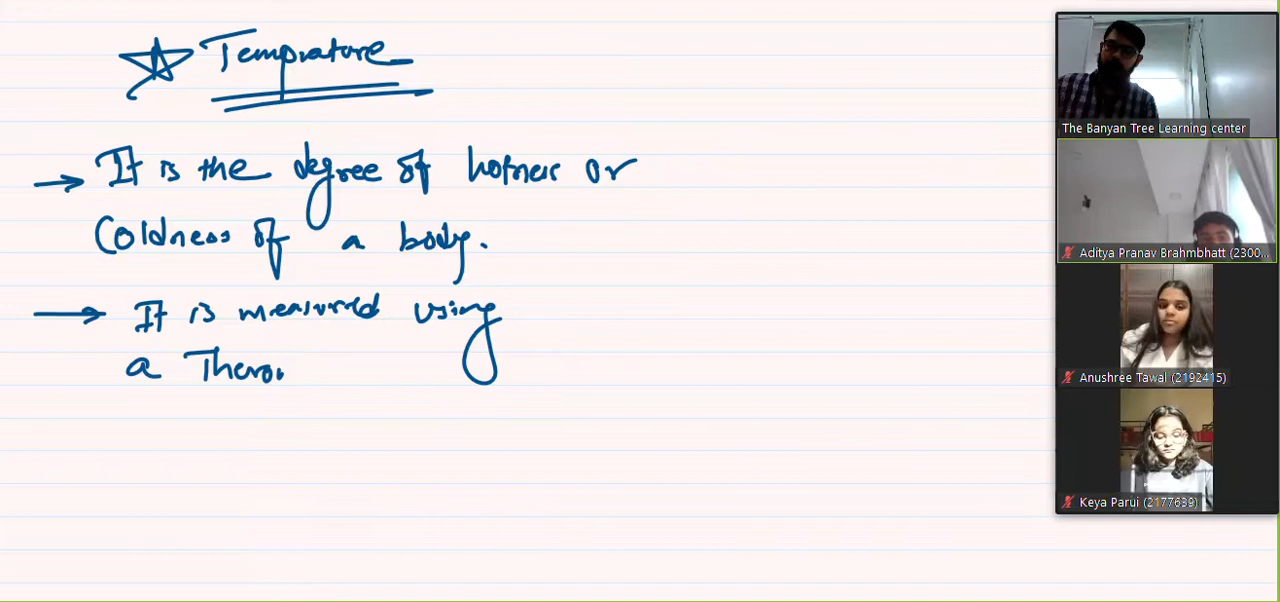 Temprature
→ It is the degree of hotness or
Coldness of a body.
→ It is measured using
a Thermo
The Banyan Tree Learning center
Aditya Pranav Brahmbhatt (2300...
Anushree Tawal (2192415)
Keya Parui (2177639)